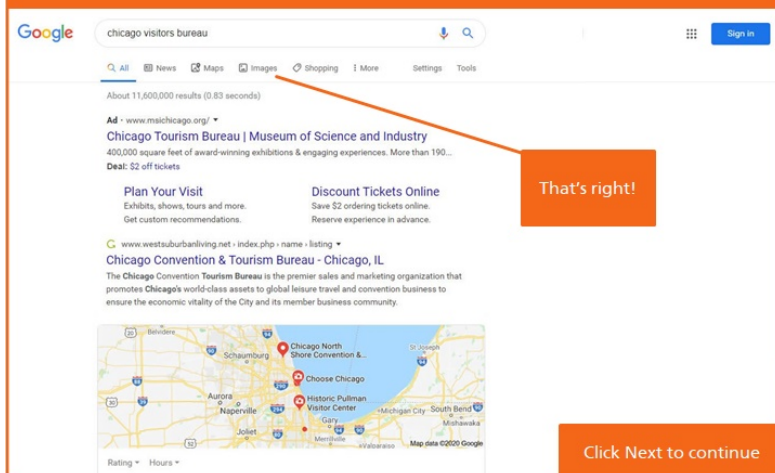 Google
chicago visitors bureau
Sign in
All News Maps Images Shopping More Settings Tools
About 11,600,000 results (0.83 seconds)
Ad · www.msichicago.org/
Chicago Tourism Bureau | Museum of Science and Industry
400,000 square feet of award-winning exhibitions & engaging experiences. More than 190...
Deal: $2 off tickets
Plan Your Visit
Exhibits, shows, tours and more.
Get custom recommendations.
Discount Tickets Online
Save $2 ordering tickets online.
Reserve experience in advance.
That's right!
www.westsuburbanliving.net › index.php › name › listing
Chicago Convention & Tourism Bureau - Chicago, IL
The Chicago Convention Tourism Bureau is the premier sales and marketing organization that
promotes Chicago's world-class assets to global leisure travel and convention business to
ensure the economic vitality of the City and its member business community.
Belvidere
Schaumburg
Chicago North
Shore Convention &..
St Joseph
Choose Chicago
Aurora
Naperville
Historic Pullman
Visitor Center
Michigan City
South Bend
Mishawaka
Gary
Joliet
Merrillville
Valparaiso
Map data ©2020 Google
Rating Hours
Click Next to continue